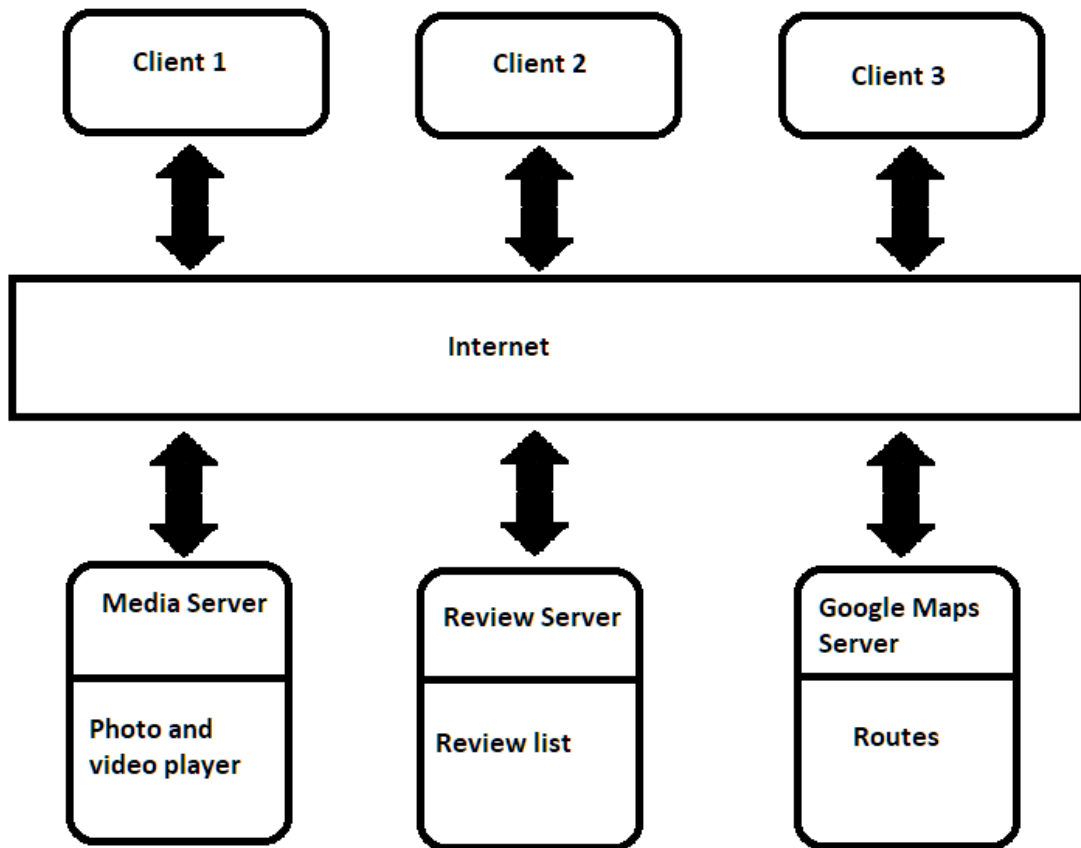 Client 1
Client 2
Client 3
Internet
Media Server
Review Server
Google Maps
Server
Photo and
video player
Review list
Routes